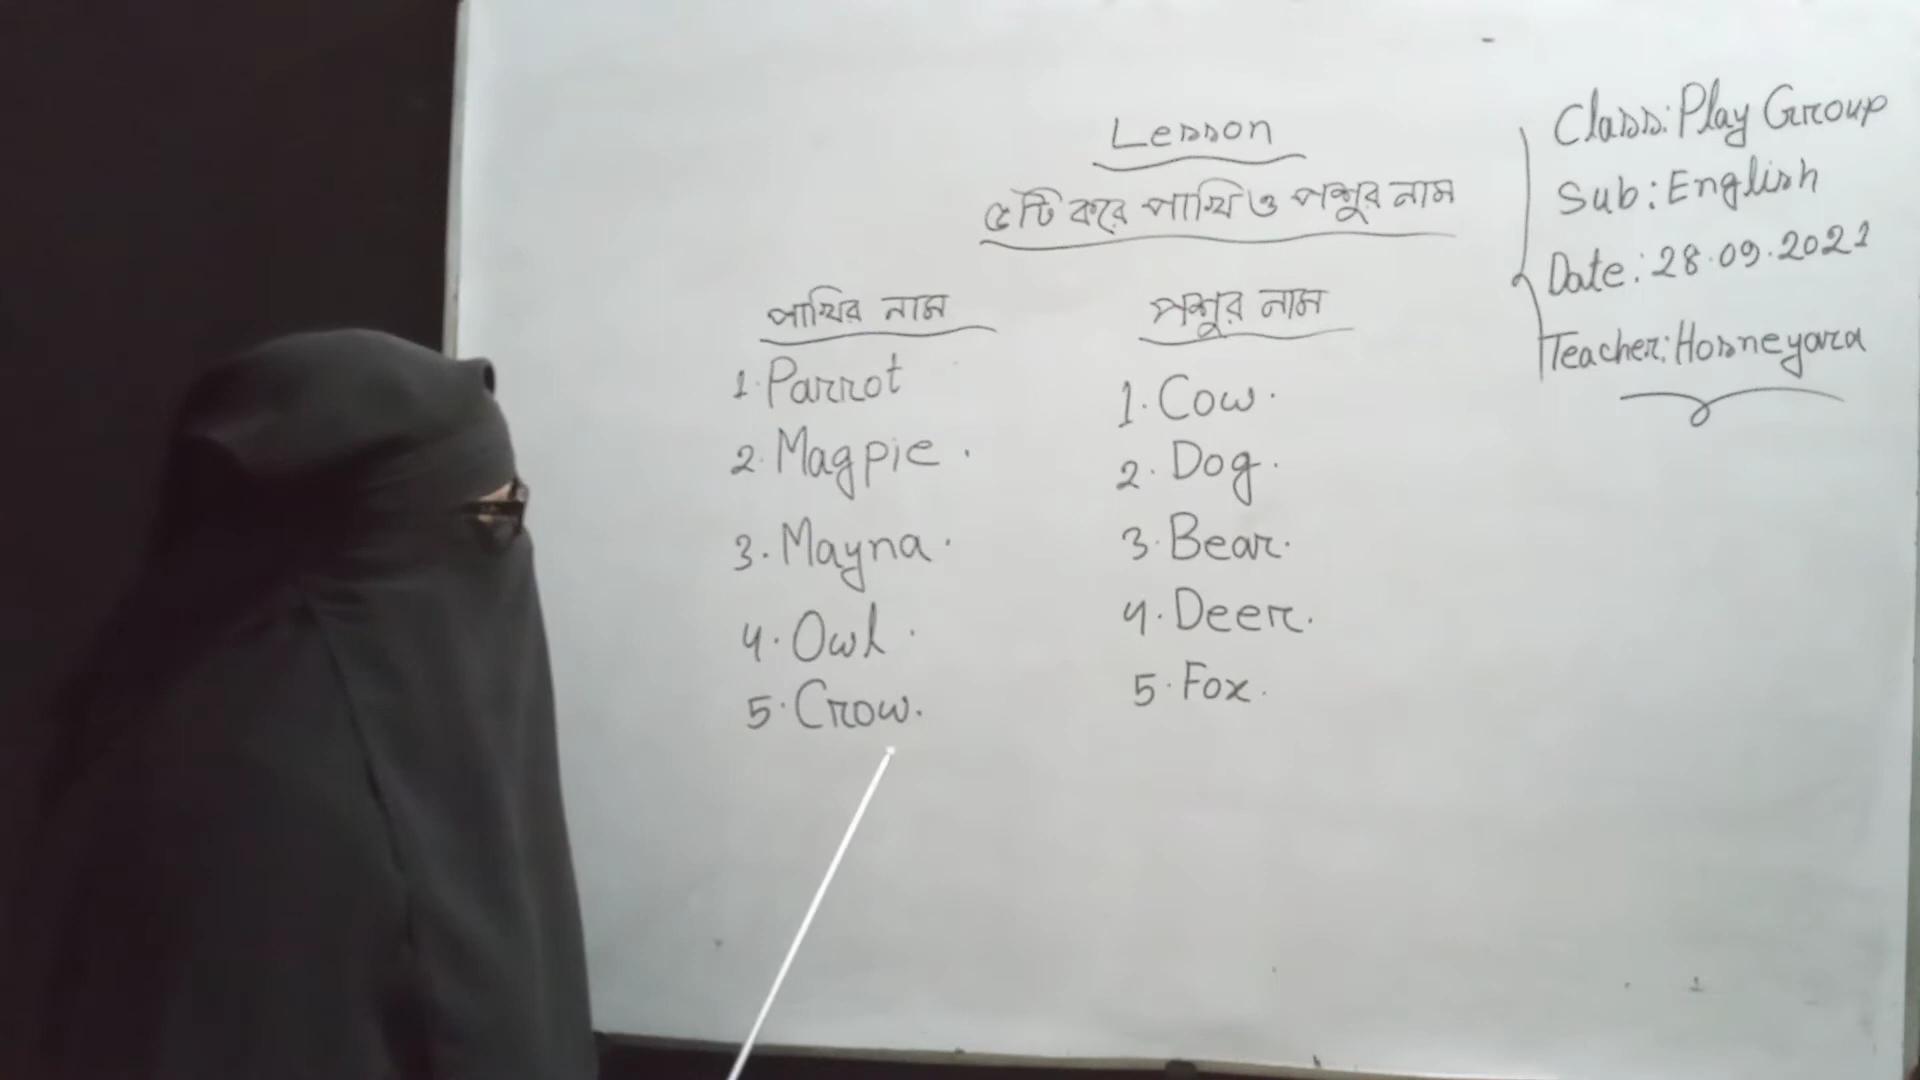 Lesson
৫টি করে পাখি ও পশুর নাম
পাখির নাম
1. Parrot
2. Magpie.
3. Mayna.
4. Owl.
5. Crow.
পশুর নাম
1. Cow.
2. Dog.
3. Bear.
4. Deer.
5. Fox.
Class: Play Group
Sub: English
Date: 28.09.2021
Teacher: Hosneyara